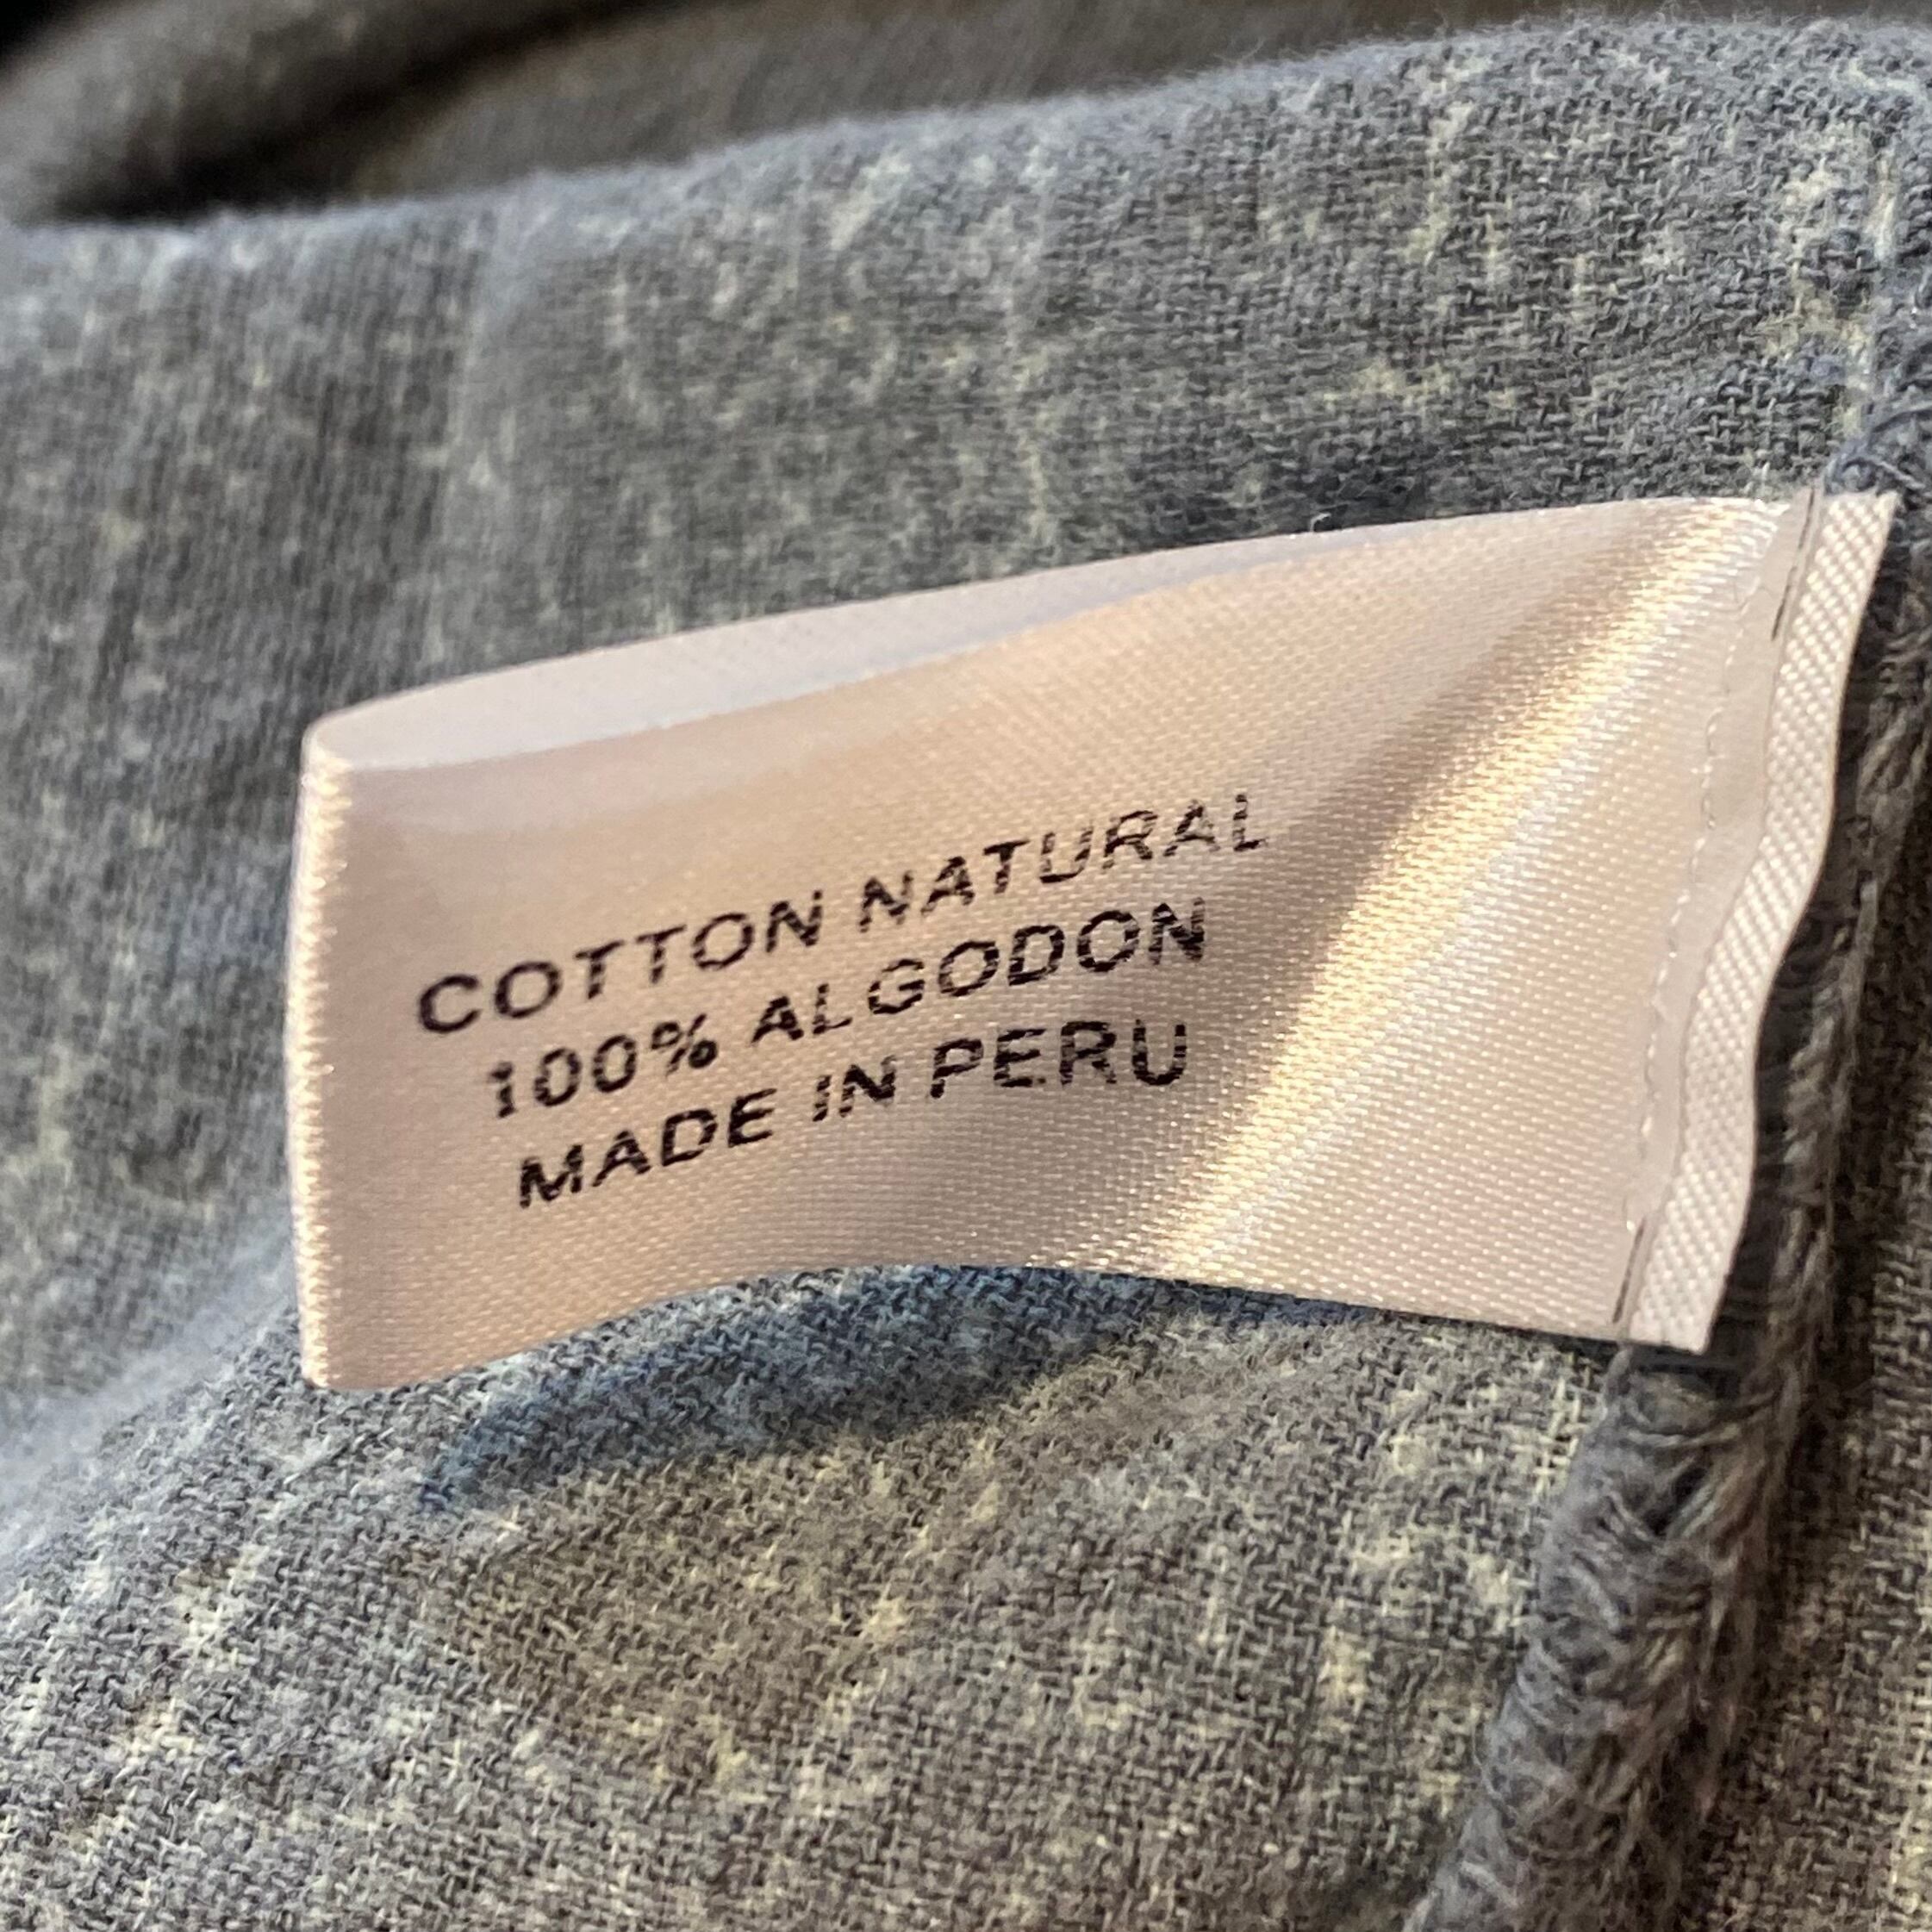 COTTON NATURAL
100% ALGODON
MADE IN PERU